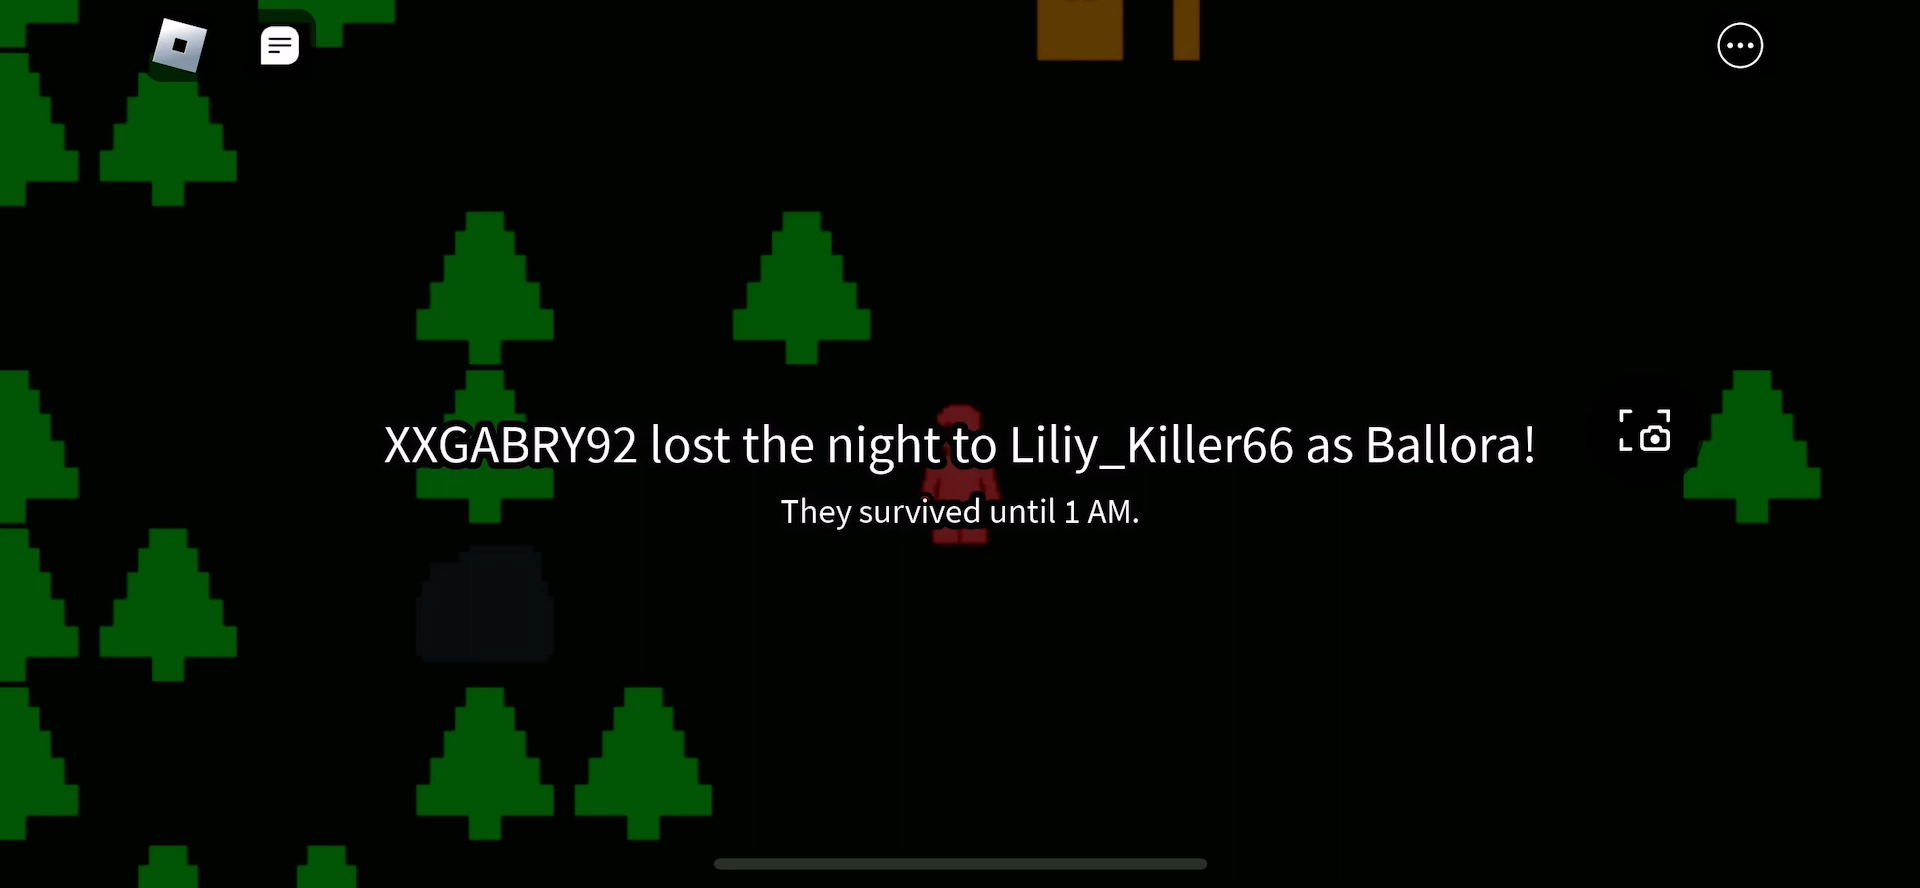 XXGABRY92 lost the night to Liliy_Killer66 as Ballora!
They survived until 1 AM.